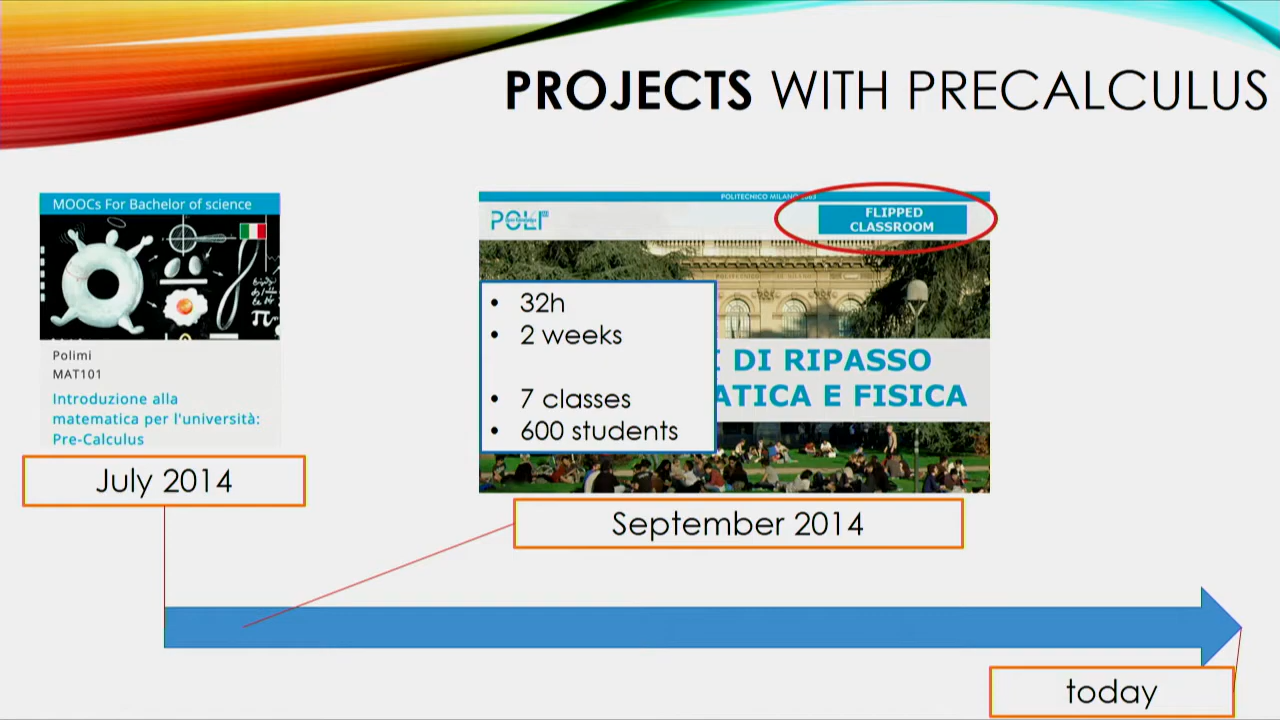 PROJECTS WITH PRECALCULUS
MOOCs For Bachelor of science
π
Polimi
MAT101
Introduzione alla
matematica per l'università:
Pre-Calculus
July 2014
POLITECNICO MILANO
POLI
FLIPPED
CLASSROOM
• 32h
• 2 weeks
• 7 classes
• 600 students
DI RIPASSO
ATICA E FISICA
September 2014
today